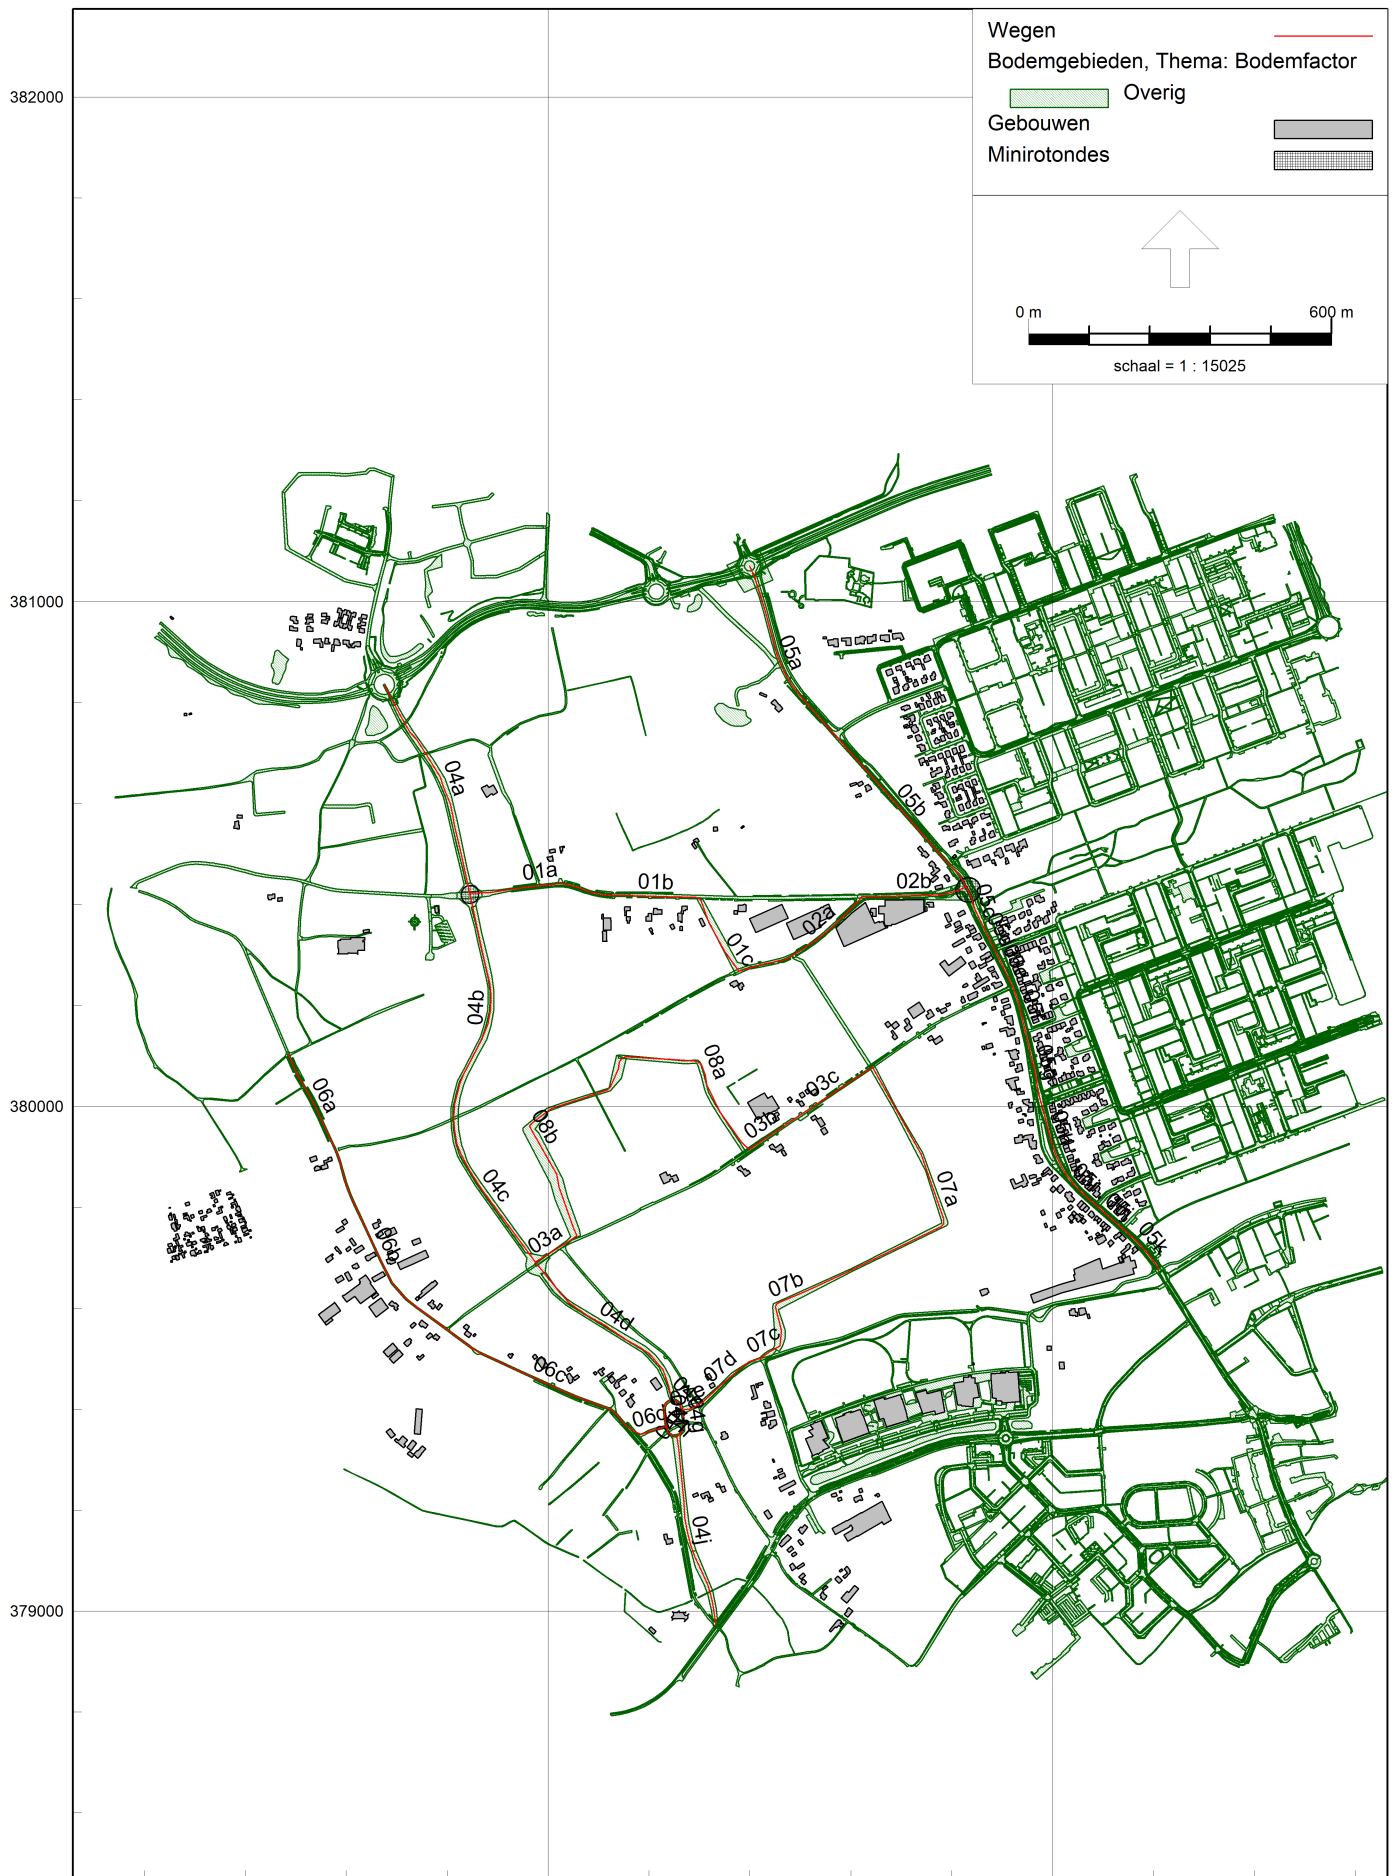 Wegen
Bodemgebieden, Thema: Bodemfactor
Overig
Gebouwen
Minirotondes
0 m
600 m
schaal = 1 : 15025
382000
381000
380000
379000
05a
04a
05b
01a
01b
02b
02a
01c
04b
08a
06a
03c
08b
03b
04c
07a
03a
06b
05k
07b
04d
07c
07d
06c
04j